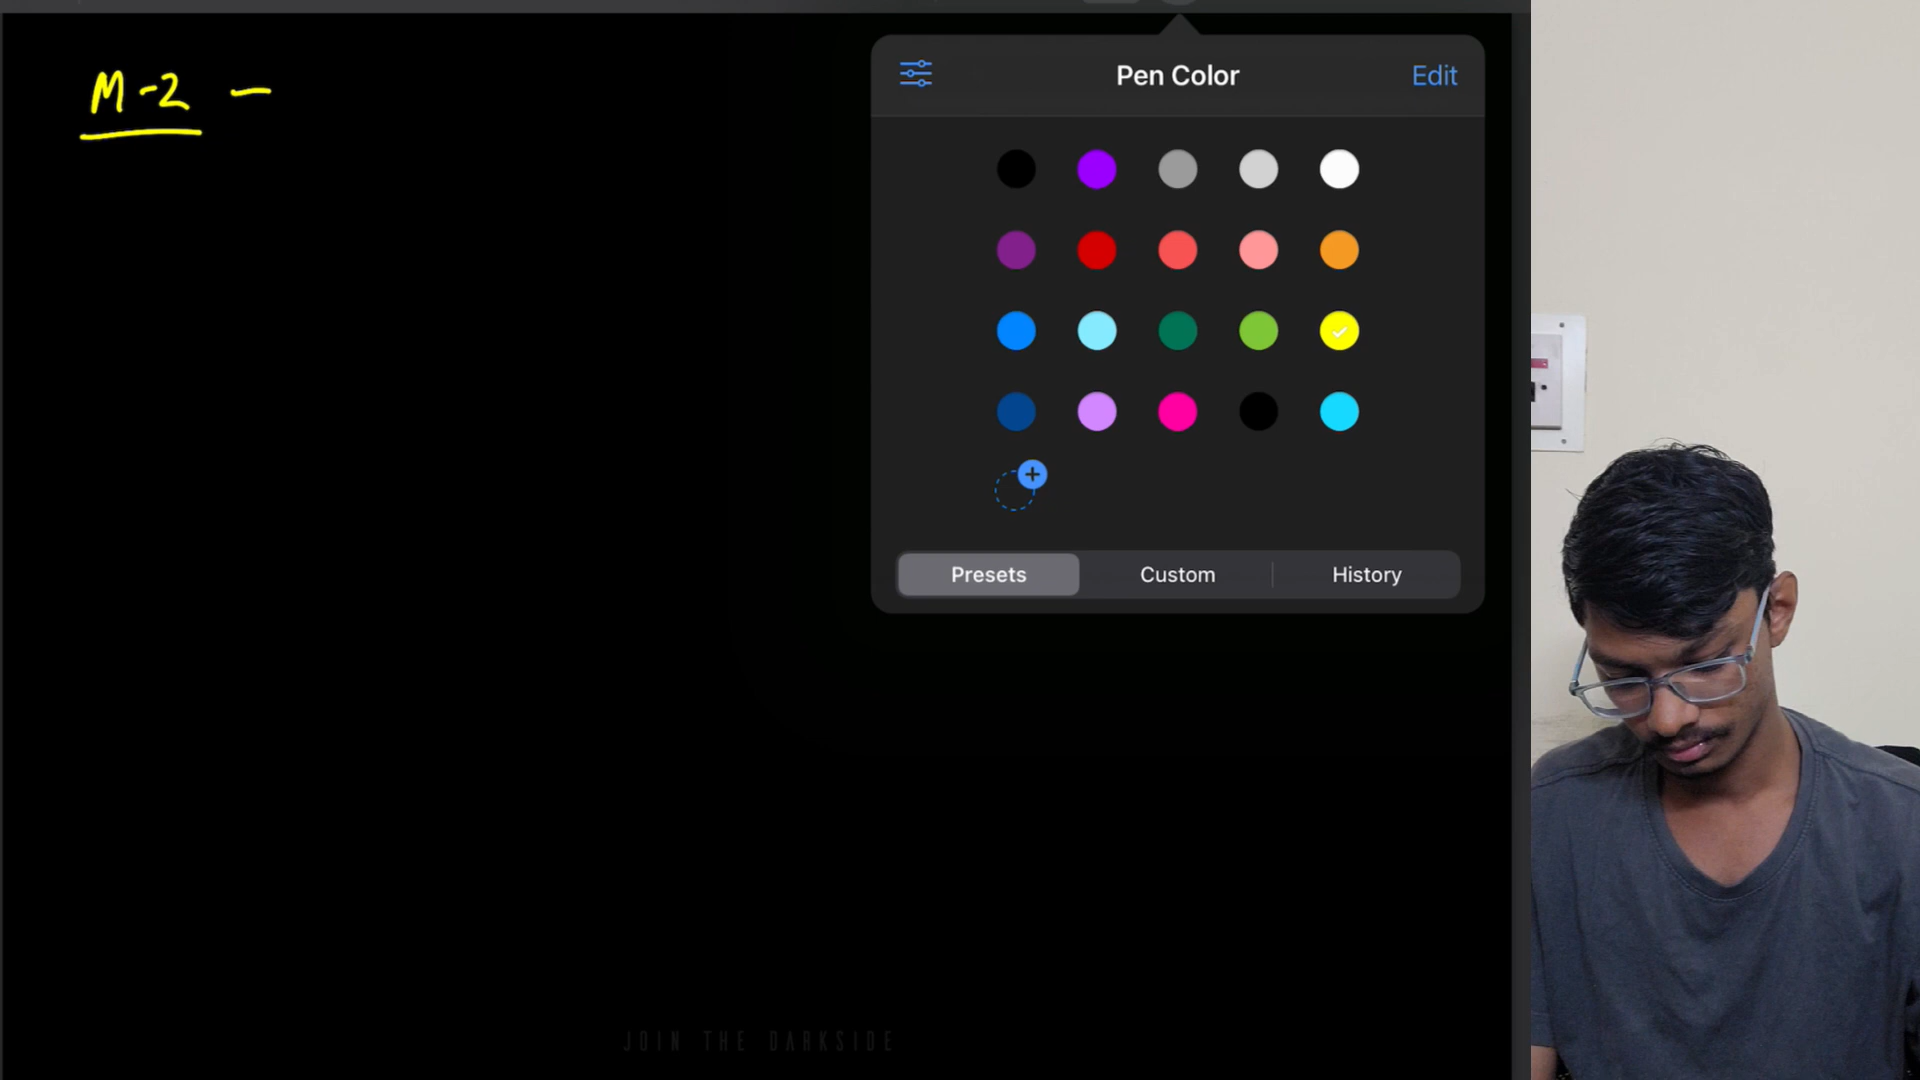 M-2 -
Pen Color
Edit
Presets
Custom
History
JOIN THE DARKSIDE